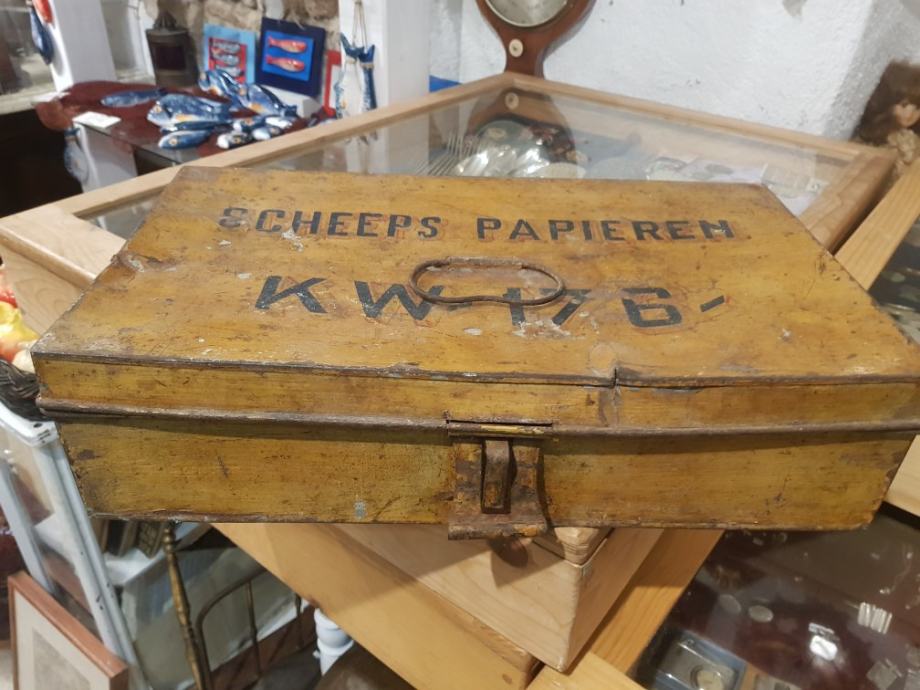 SCHEEPS PAPIEREN
KW-176-